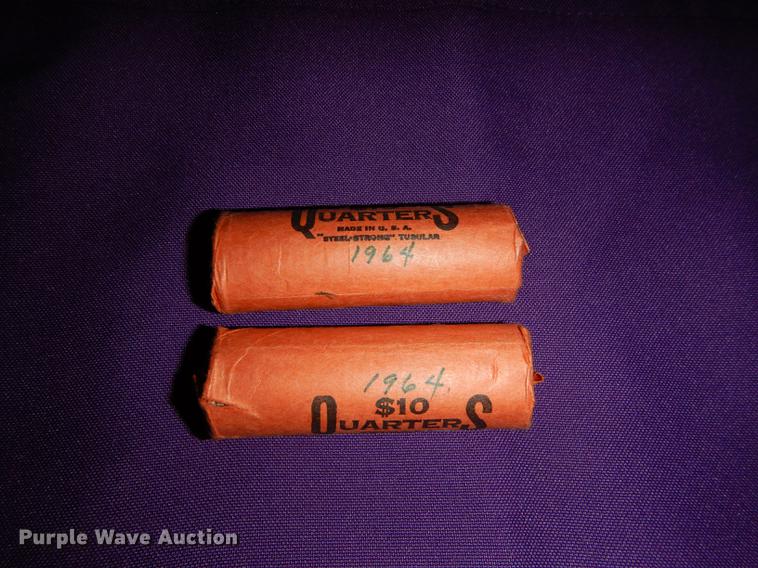 QUARTERS
MADE IN U. S. A.
"STEEL-STRONG" TUBULAR
1964
1964.
$10
QUARTERS
Purple Wave Auction